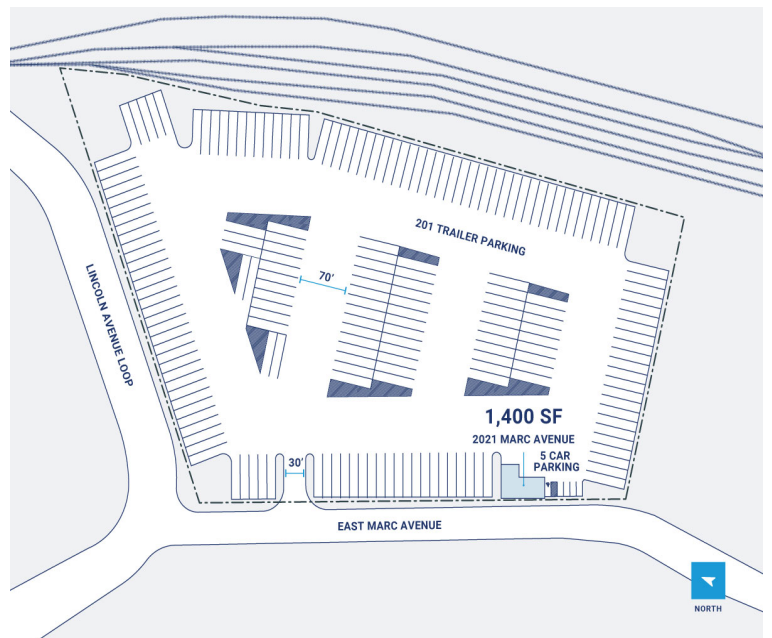 201 TRAILER PARKING
70'
LINCOLN AVENUE LOOP
1,400 SF
2021 MARC AVENUE
5 CAR
PARKING
30'
EAST MARC AVENUE
NORTH